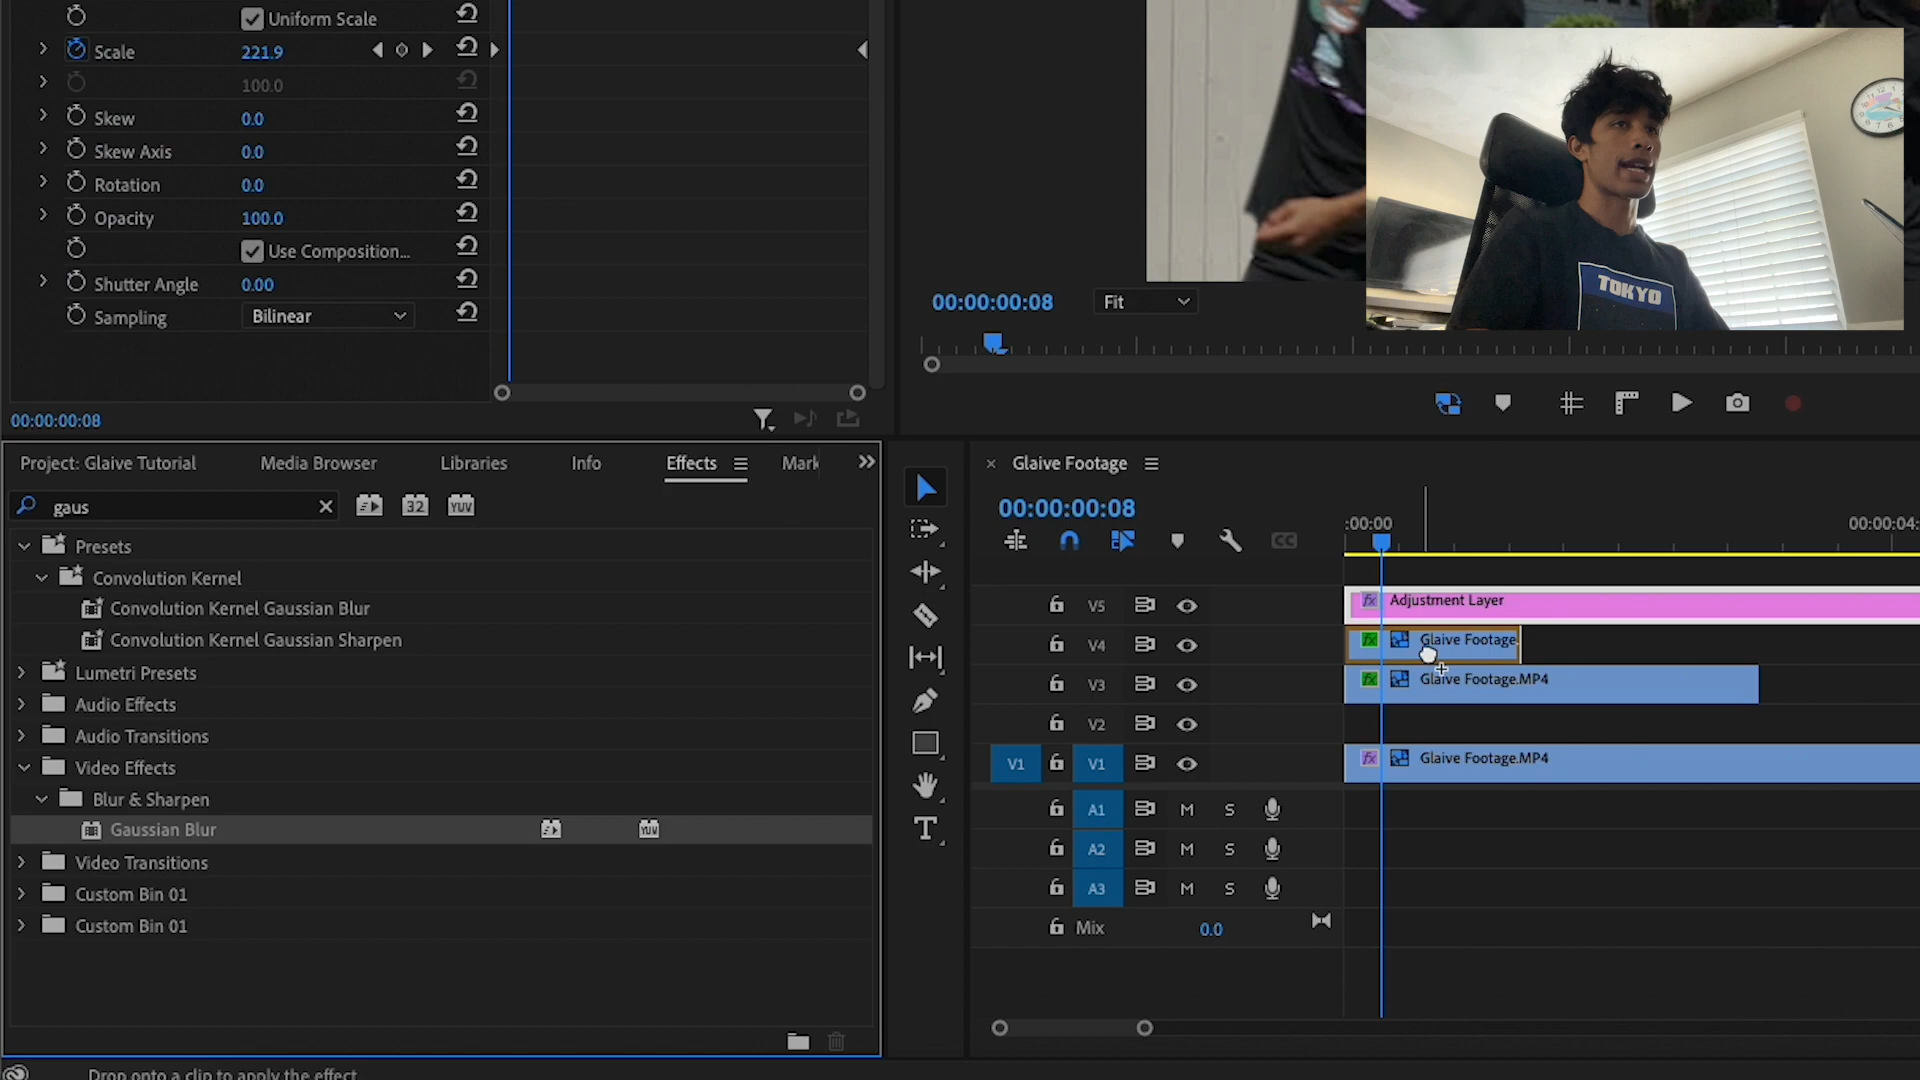 Uniform Scale
Scale 221.9
100.0
Skew 0.0
Skew Axis 0.0
Rotation 0.0
Opacity 100.0
Use Composition...
Shutter Angle 0.00
Sampling Bilinear
00:00:00:08
00:00:00:08 Fit
TOKYO
Project: Glaive Tutorial Media Browser Libraries Info Effects Mark
gaus 32 YUV
Presets
Convolution Kernel
Convolution Kernel Gaussian Blur
Convolution Kernel Gaussian Sharpen
Lumetri Presets
Audio Effects
Audio Transitions
Video Effects
Blur & Sharpen
Gaussian Blur YUV
Video Transitions
Custom Bin 01
Custom Bin 01
Drop onto a clip to apply the effect
× Glaive Footage
00:00:00:08
CC
:00:00 00:00:04:
V5 fx Adjustment Layer
V4 fx Glaive Footage.
V3 fx Glaive Footage.MP4
V2
V1 V1 fx Glaive Footage.MP4
A1 M S
A2 M S
A3 M S
Mix 0.0
T